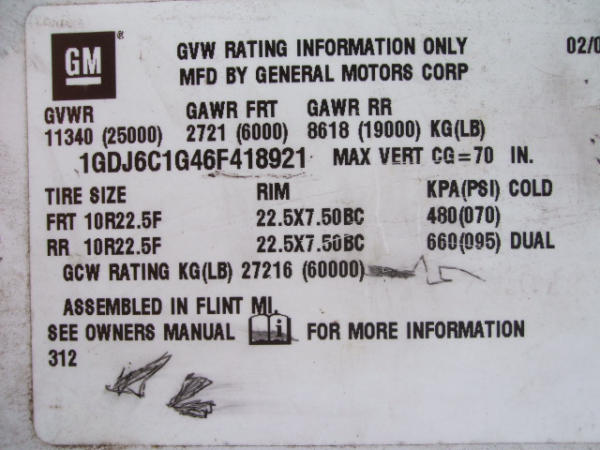 GM ® GVW RATING INFORMATION ONLY 02/0
MFD BY GENERAL MOTORS CORP
GVWR GAWR FRT GAWR RR
11340 (25000) 2721 (6000) 8618 (19000) KG(LB)
1GDJ6C1G46F418921 MAX VERT CG=70 IN.
TIRE SIZE RIM KPA(PSI) COLD
FRT 10R22.5F 22.5X7.50BC 480(070)
RR 10R22.5F 22.5X7.50BC 660(095) DUAL
GCW RATING KG(LB) 27216 (60000)
ASSEMBLED IN FLINT MI.
SEE OWNERS MANUAL i FOR MORE INFORMATION
312